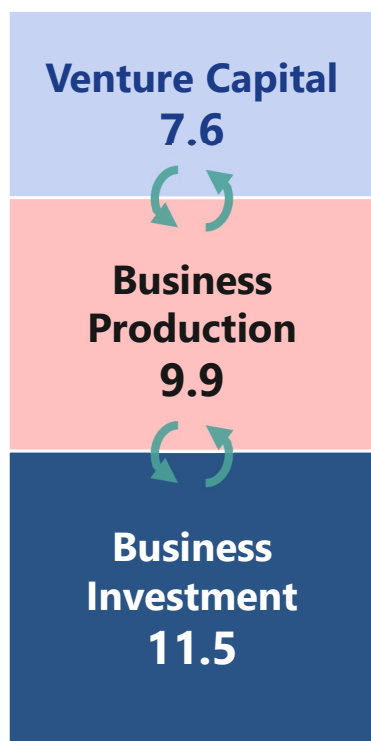 Venture Capital
7.6
Business
Production
9.9
Business
Investment
11.5